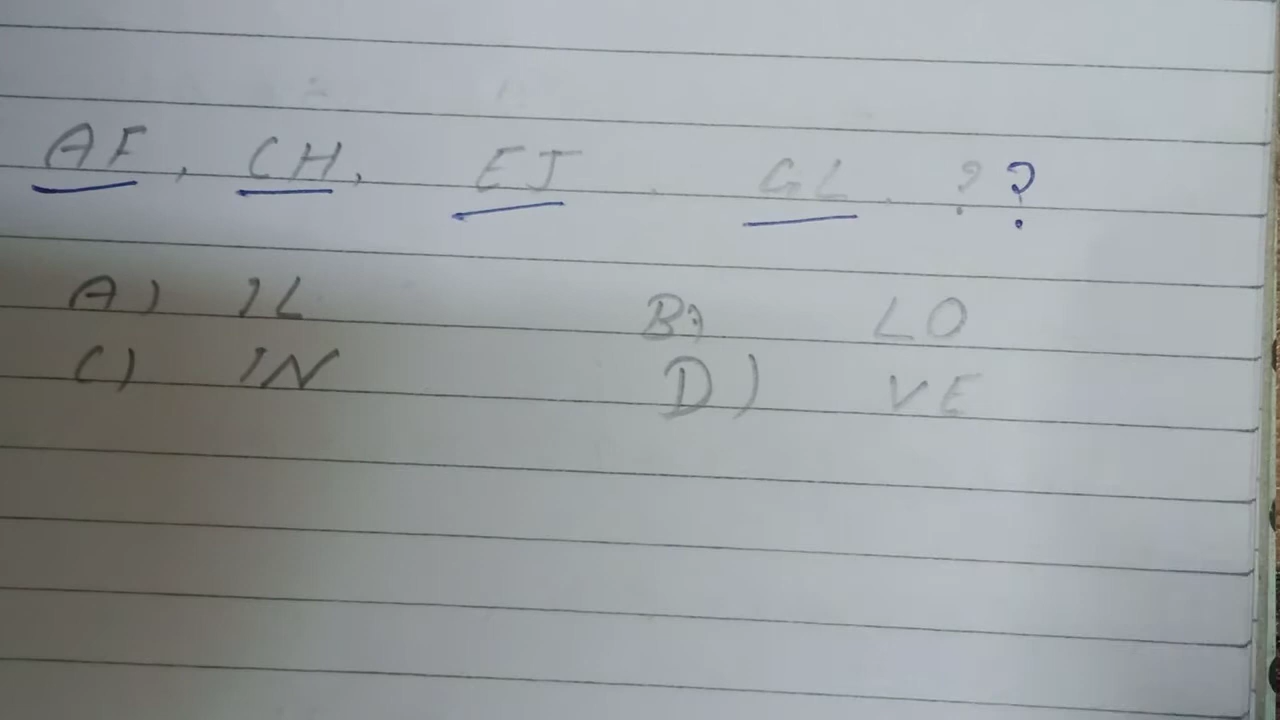 AF, CH, EJ, GL, ??
A) IL B) LO
C) IN D) VE